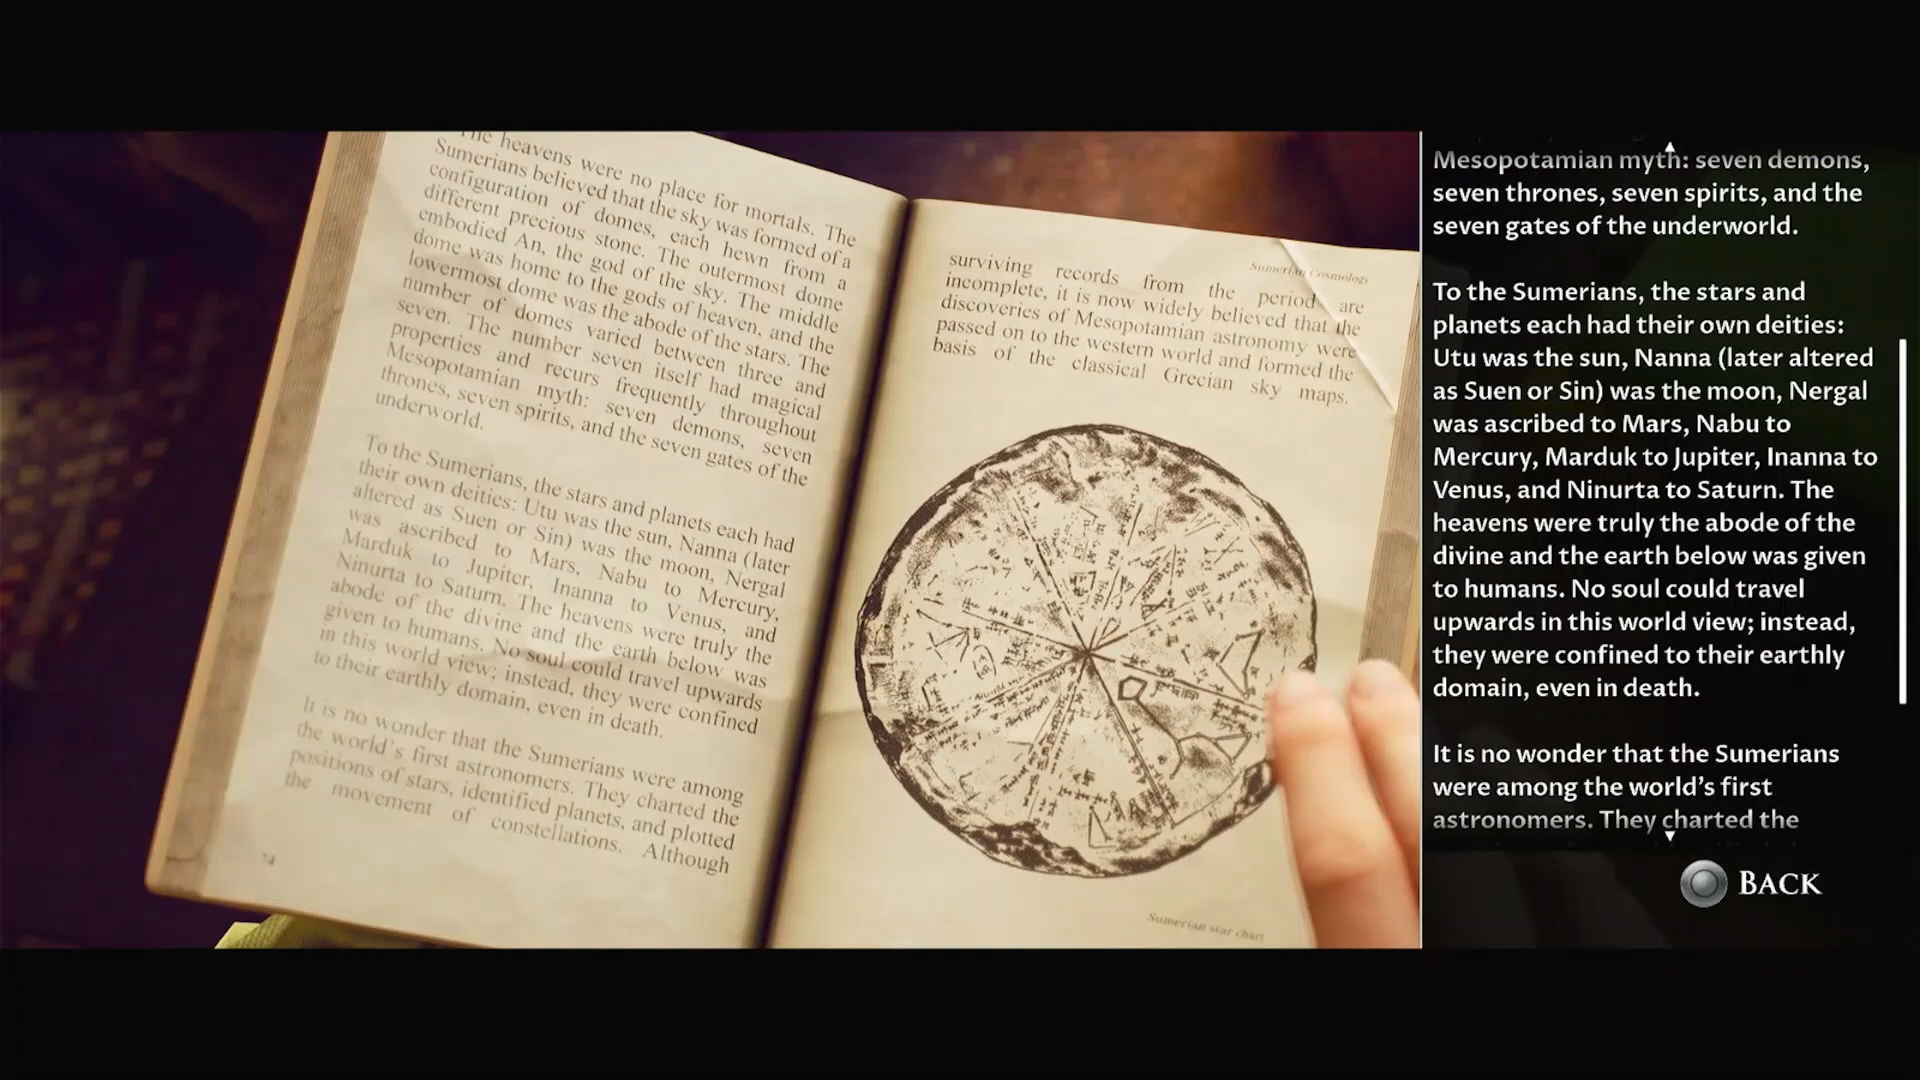 The heavens were no place for mortals. The
Sumerians believed that the sky was formed of a
configuration of domes, each hewn from a
different precious stone. The outermost dome
embodied An, the god of the sky. The middle
dome was home to the gods of heaven, and the
lowermost dome was the abode of the stars. The
number of domes varied between three and
seven. The number seven itself had magical
properties and recurs frequently throughout
Mesopotamian myth: seven demons, seven
thrones, seven spirits, and the seven gates of the
underworld.
To the Sumerians, the stars and planets each had
their own deities: Utu was the sun, Nanna (later
altered as Suen or Sin) was the moon, Nergal
was ascribed to Mars, Nabu to Mercury,
Marduk to Jupiter, Inanna to Venus, and
Ninurta to Saturn. The heavens were truly the
abode of the divine and the earth below was
given to humans. No soul could travel upwards
in this world view; instead, they were confined
to their earthly domain, even in death.
It is no wonder that the Sumerians were among
the world's first astronomers. They charted the
positions of stars, identified planets, and plotted
the movement of constellations. Although
Sumerian Cosmology
surviving records from the period are
incomplete, it is now widely believed that the
discoveries of Mesopotamian astronomy were
passed on to the western world and formed the
basis of the classical Grecian sky maps.
Sumerian star chart
Mesopotamian myth: seven demons,
seven thrones, seven spirits, and the
seven gates of the underworld.
To the Sumerians, the stars and
planets each had their own deities:
Utu was the sun, Nanna (later altered
as Suen or Sin) was the moon, Nergal
was ascribed to Mars, Nabu to
Mercury, Marduk to Jupiter, Inanna to
Venus, and Ninurta to Saturn. The
heavens were truly the abode of the
divine and the earth below was given
to humans. No soul could travel
upwards in this world view; instead,
they were confined to their earthly
domain, even in death.
It is no wonder that the Sumerians
were among the world's first
astronomers. They charted the
BACK